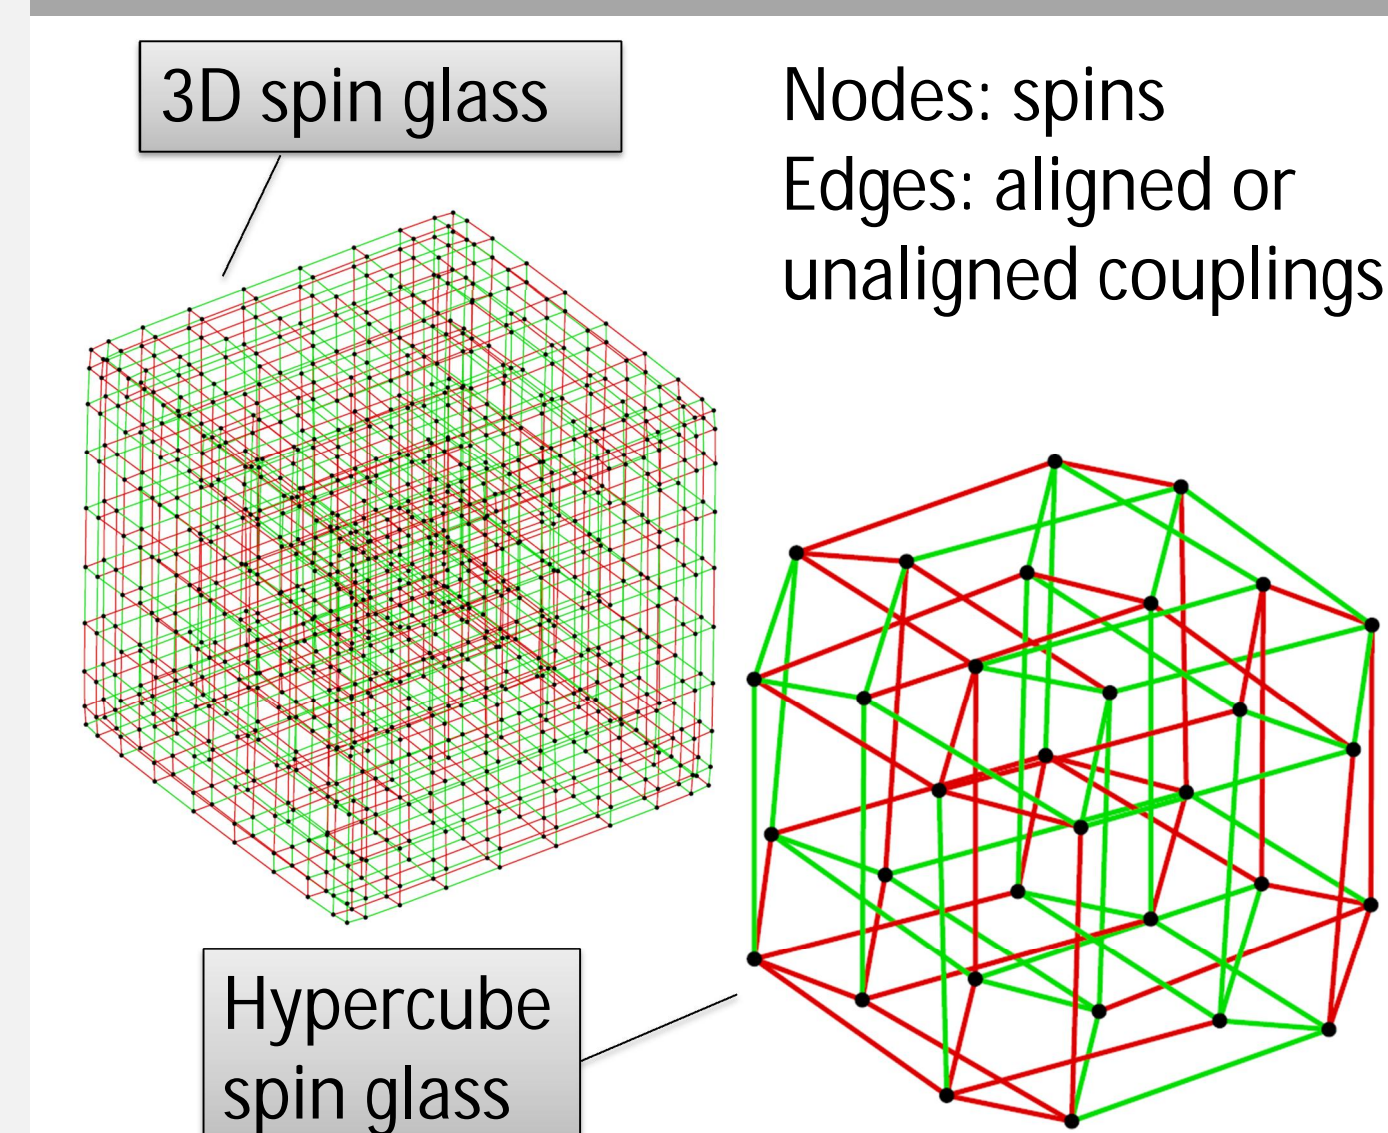 3D spin glass
Nodes: spins
Edges: aligned or
unaligned couplings
Hypercube
spin glass